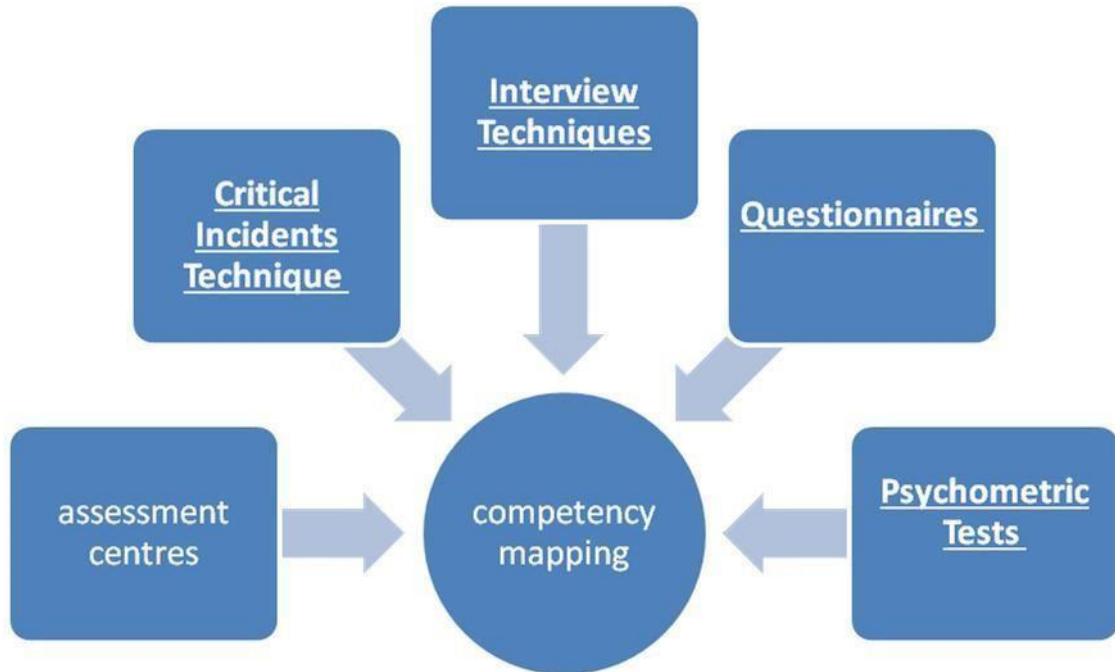 Interview
Techniques
Critical
Incidents
Technique
Questionnaires
assessment
centres
competency
mapping
Psychometric
Tests